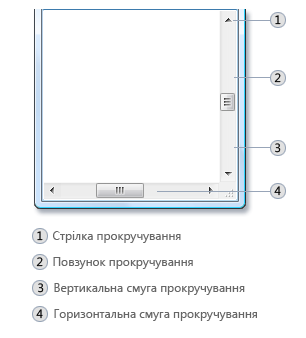 1
2
3
4
1 Стрілка прокручування
2 Повзунок прокручування
3 Вертикальна смуга прокручування
4 Горизонтальна смуга прокручування